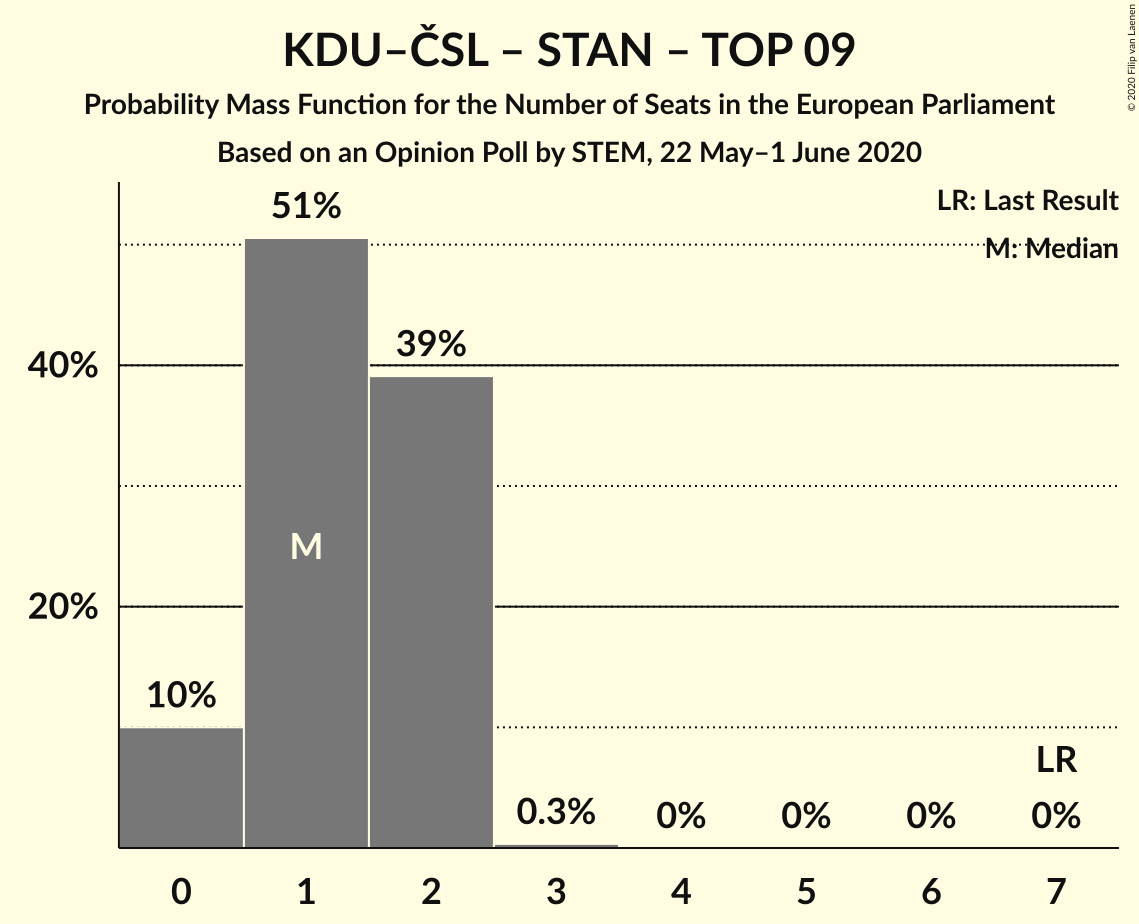 KDU–ČSL – STAN – TOP 09
Probability Mass Function for the Number of Seats in the European Parliament
Based on an Opinion Poll by STEM, 22 May–1 June 2020
© 2020 Filip van Laenen
LR: Last Result
M: Median
51%
39%
40%
M
20%
10%
LR
0.3%
0% 0% 0% 0%
0 1 2 3 4 5 6 7